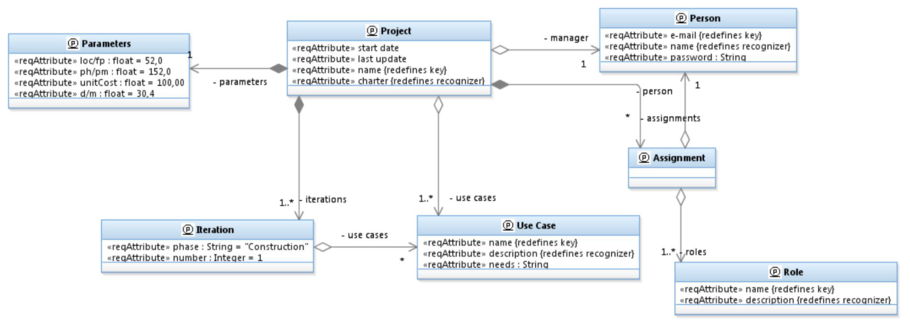 Parameters
«reqAttribute» loc/fp : float = 52,0
«reqAttribute» ph/pm : float = 152,0
«reqAttribute» unitCost : float = 100,00
«reqAttribute» d/m : float = 30,4
1
- parameters
Project
«reqAttribute» start date
«reqAttribute» last update
«reqAttribute» name {redefines key}
«reqAttribute» charter {redefines recognizer}
- manager
1
Person
«reqAttribute» e-mail {redefines key}
«reqAttribute» name {redefines recognizer}
«reqAttribute» password : String
- person
1
* - assignments
Assignment
1..* - iterations
1..* - use cases
Iteration
«reqAttribute» phase : String = "Construction"
«reqAttribute» number : Integer = 1
- use cases
*
Use Case
«reqAttribute» name {redefines key}
«reqAttribute» description {redefines recognizer}
«reqAttribute» needs : String
1..* - roles
Role
«reqAttribute» name {redefines key}
«reqAttribute» description {redefines recognizer}